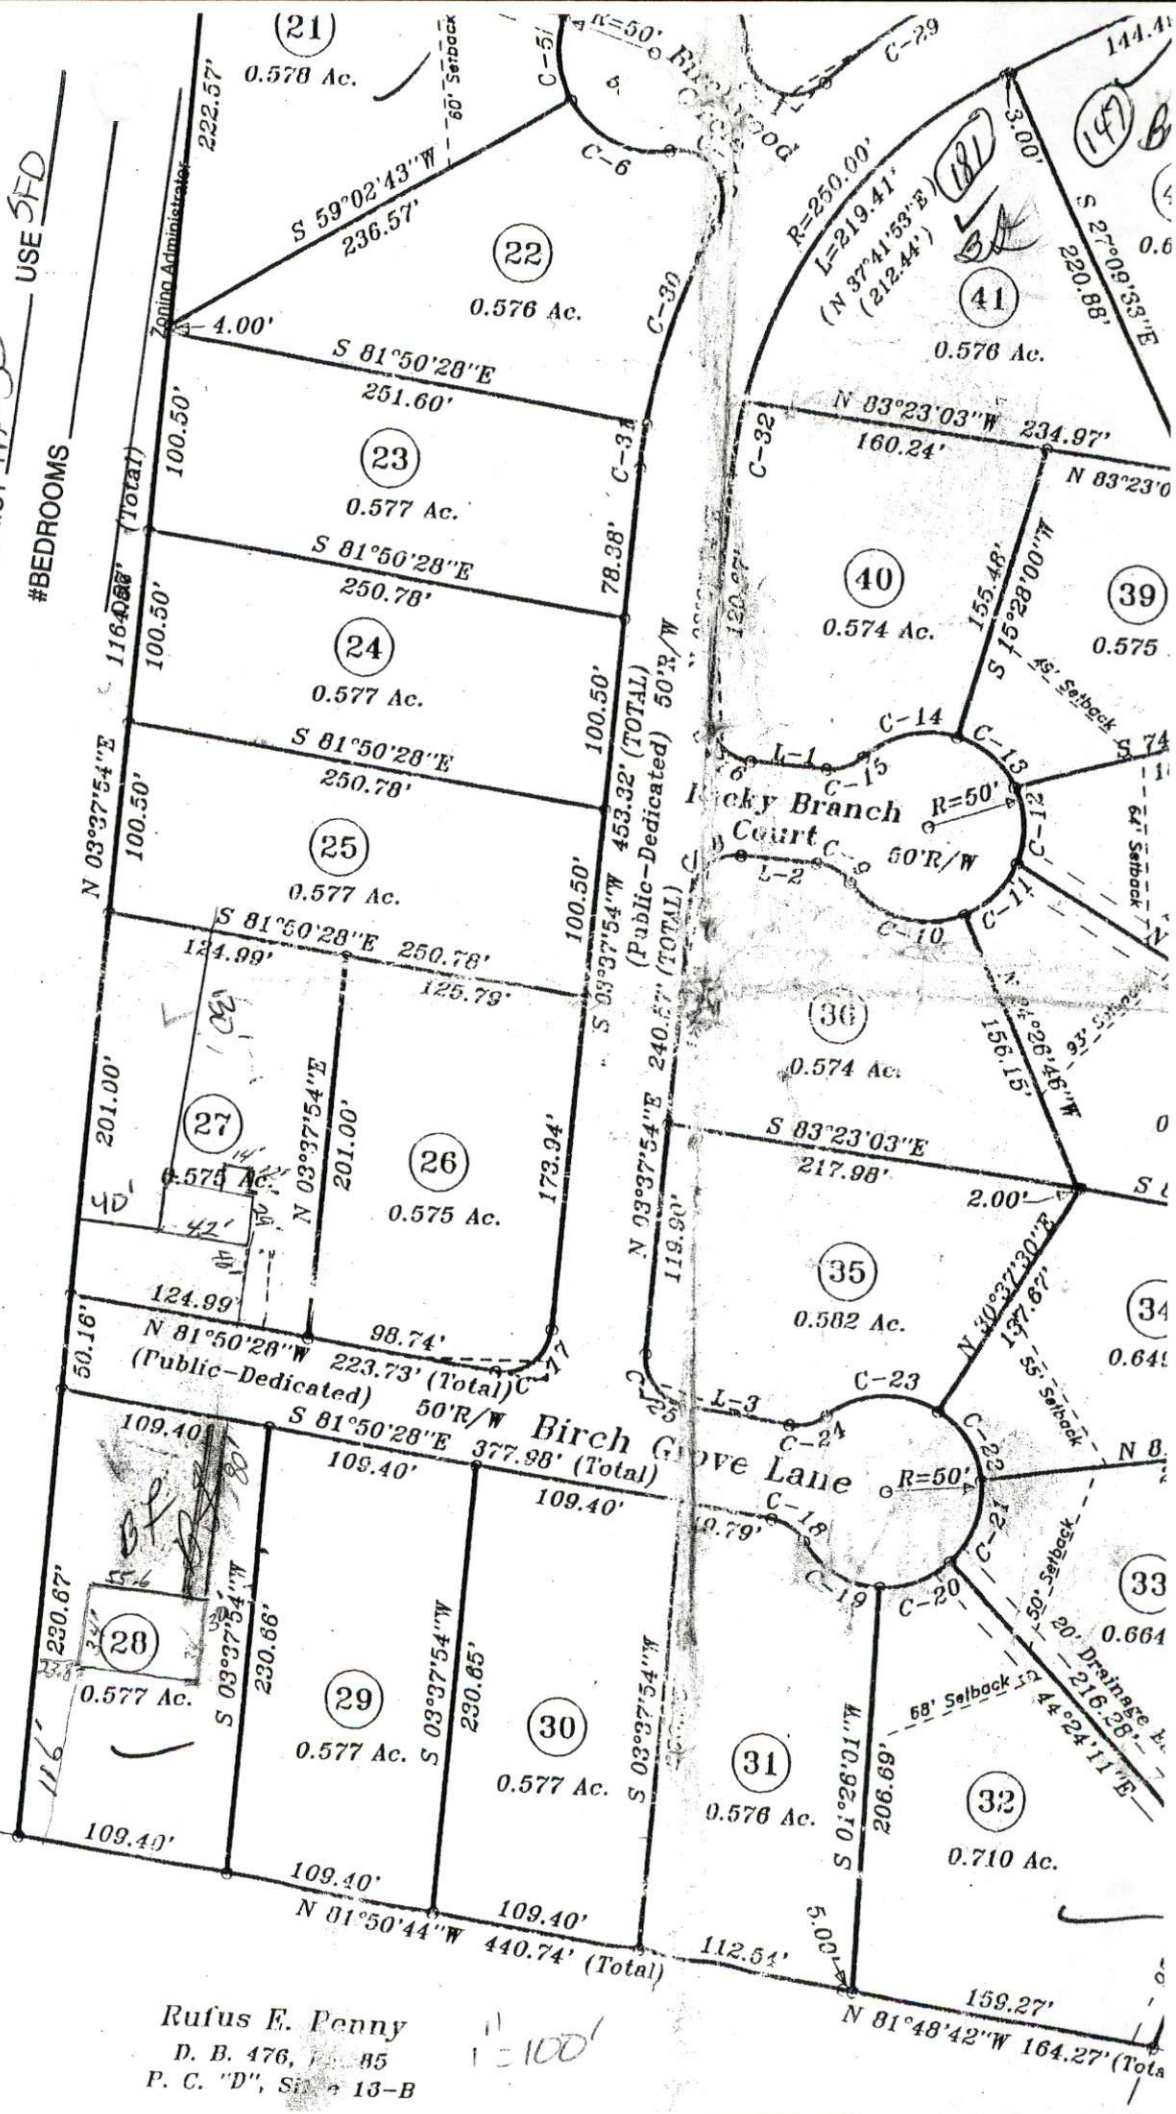 21
0.578 Ac.
60' Setback
C-51
R=50'
C-29
144.4
222.57'
USE SFD
#BEDROOMS
Zoning Administrator
C-6
L-1
3.00'
147
181
R=250.00'
L=219.41'
(N 37°41'53"E)
(212.44')
S 27°09'33"E
220.88'
S 59°02'43"W
236.57'
22
0.576 Ac.
C-30
41
0.576 Ac.
4.00'
S 81°50'28"E
251.60'
N 83°23'03"W 234.97'
160.24'
N 83°23'0
C-32
C-31
100.50'
(Total)
23
0.577 Ac.
78.38'
S 81°50'28"E
250.78'
40
0.574 Ac.
155.48'
S 15°28'00"W
39
0.575
49' Setback
100.50'
24
0.577 Ac.
100.50'
S 03°37'54"W 453.32' (TOTAL)
(Public-Dedicated) 50'R/W
S 81°50'28"E
250.78'
C-14
C-13
C-15
L-1
S 74
R=50'
C-12
64' Setback
Branch
Court
50'R/W
L-2
C-9
C-10
C-11
N 03°37'54"E
100.50'
25
0.577 Ac.
100.50'
S 81°50'28"E 250.78'
124.99'
125.79'
130'
36
0.574 Ac.
156.15'
201.00'
27
0.575 Ac.
14'
40'
42'
N 03°37'54"E
201.00'
26
0.575 Ac.
173.94'
N 03°37'54"E 240.57' (TOTAL)
119.90'
S 83°23'03"E
217.98'
2.00'
35
0.582 Ac.
N 30°37'30"E
137.67'
34
55' Setback
124.99'
N 81°50'28"W 223.73' (Total)
98.74'
(Public-Dedicated)
C-17
50.16'
50'R/W
Birch Grove Lane
L-3
C-24
C-23
C-22
N 8
R=50'
C-21
C-20
C-19
C-18
S 81°50'28"E 377.98' (Total)
109.40'
109.40'
109.40'
50' Setback
33
0.664
20' Drainage
216.28'
44°24'11"E
68' Setback
230.67'
34'
28
0.577 Ac.
116'
S 03°37'54"W
230.66'
29
0.577 Ac.
S 03°37'54"W
230.65'
30
0.577 Ac.
S 03°37'54"W
31
0.576 Ac.
S 01°26'01"W
206.69'
32
0.710 Ac.
109.40'
109.40'
109.40'
N 81°50'44"W 440.74' (Total)
112.54'
5.00'
159.27'
N 81°48'42"W 164.27' (Tota
Rufus E. Penny
D. B. 476, 85
P. C. "D", 13-B
1"=100'